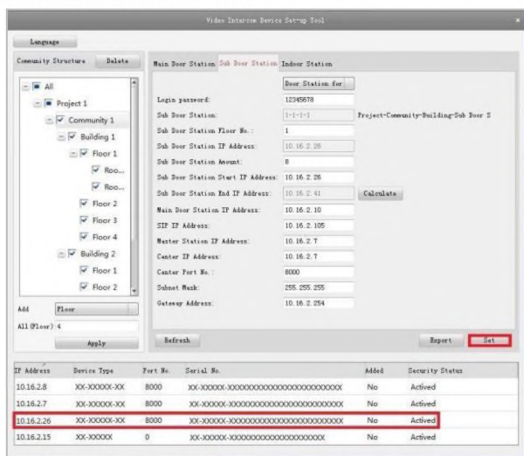 Video Intercom Device Set-up Tool
Language
Community Structure Delete
All
Project 1
Community 1
Building 1
Floor 1
Roo...
Roo...
Floor 2
Floor 3
Floor 4
Building 2
Floor 1
Floor 2
Add Floor
All (Floor) 4
Apply
Main Door Station Sub Door Station Indoor Station
Door Station for
Login password: 12345678
Sub Door Station: 1-1-1-1 Project-Community-Building-Sub Door S
Sub Door Station Floor No.: 1
Sub Door Station IP Address: 10.16.2.26
Sub Door Station Amount: 8
Sub Door Station Start IP Address: 10.16.2.26
Sub Door Station End IP Address: 10.16.2.41 Calculate
Main Door Station IP Address: 10.16.2.10
SIP IP Address: 10.16.2.105
Master Station IP Address: 10.16.2.7
Center IP Address: 10.16.2.7
Center Port No.: 8000
Subnet Mask: 255.255.255
Gateway Address: 10.16.2.254
Refresh Export Set
IP Address Device Type Port No. Serial No. Added Security Status
10.16.2.8 XX-XXXXX-XX 8000 XX-XXXXX-XXXXXXXXXXXXXXXXXXXXXXX No Actived
10.16.2.7 XX-XXXXX-XX 8000 XX-XXXXX-XXXXXXXXXXXXXXXXXXXXXXX No Actived
10.16.2.26 XX-XXXXX-XX 8000 XX-XXXXX-XXXXXXXXXXXXXXXXXXXXXXX No Actived
10.16.2.15 XX-XXXXX 0 XX-XXXXX-XXXXXXXXXXXXXXXXXXXX No Actived